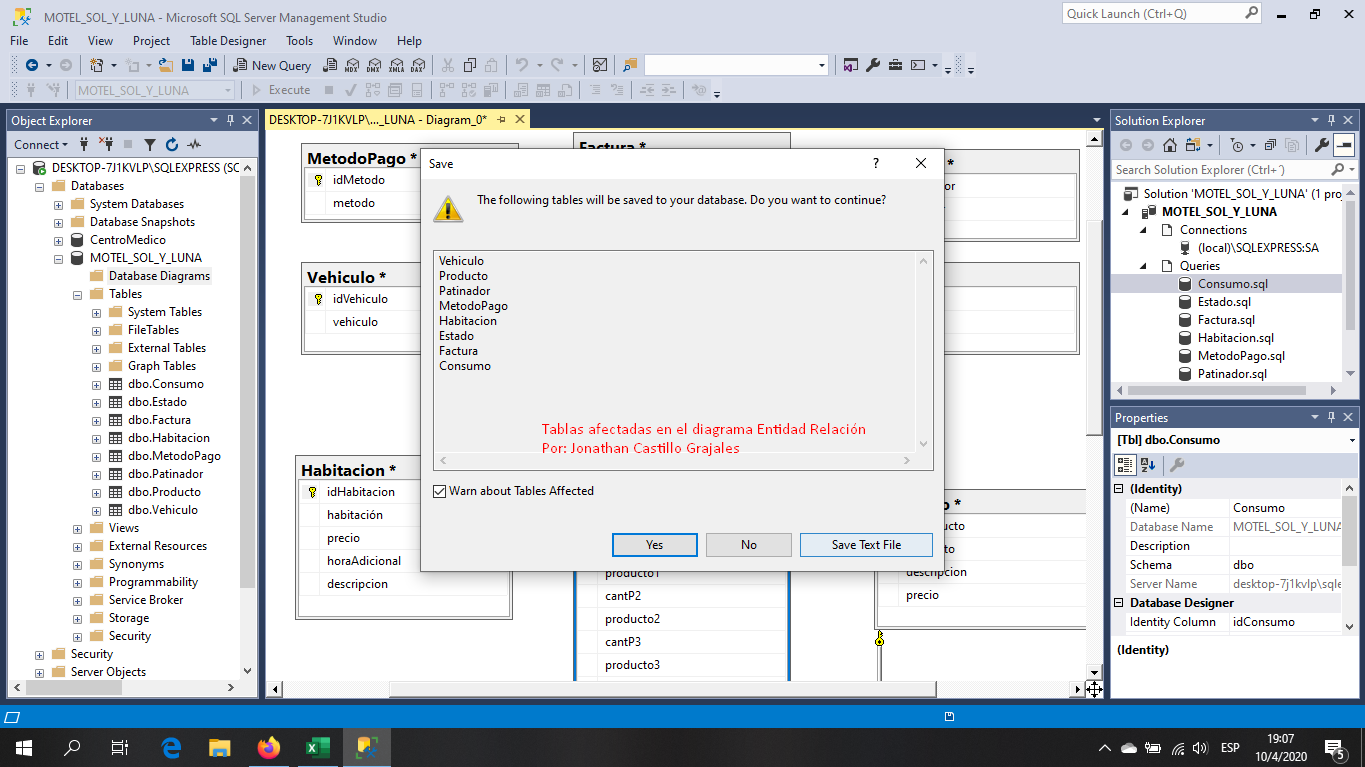 MOTEL_SOL_Y_LUNA - Microsoft SQL Server Management Studio
Quick Launch (Ctrl+Q)
File Edit View Project Table Designer Tools Window Help
New Query
MDX DMX XMLA DAX
MOTEL_SOL_Y_LUNA
Execute
Object Explorer
Connect
DESKTOP-7J1KVLP\SQLEXPRESS (SC
Databases
System Databases
Database Snapshots
CentroMedico
MOTEL_SOL_Y_LUNA
Database Diagrams
Tables
System Tables
FileTables
External Tables
Graph Tables
dbo.Consumo
dbo.Estado
dbo.Factura
dbo.Habitacion
dbo.MetodoPago
dbo.Patinador
dbo.Producto
dbo.Vehiculo
Views
External Resources
Synonyms
Programmability
Service Broker
Storage
Security
Security
Server Objects
DESKTOP-7J1KVLP\..._LUNA - Diagram_0*
MetodoPago *
idMetodo
metodo
Factura *
*
or
Vehiculo *
idVehiculo
vehiculo
Habitacion *
idHabitacion
habitación
precio
horaAdicional
descripcion
producto1
cantP2
producto2
cantP3
producto3
o *
ucto
to
descripcion
precio
Save
?
The following tables will be saved to your database. Do you want to continue?
Vehiculo
Producto
Patinador
MetodoPago
Habitacion
Estado
Factura
Consumo
Tablas afectadas en el diagrama Entidad Relación
Por: Jonathan Castillo Grajales
Warn about Tables Affected
Yes No Save Text File
Solution Explorer
Search Solution Explorer (Ctrl+)
Solution 'MOTEL_SOL_Y_LUNA' (1 proj
MOTEL_SOL_Y_LUNA
Connections
(local)\SQLEXPRESS:SA
Queries
Consumo.sql
Estado.sql
Factura.sql
Habitacion.sql
MetodoPago.sql
Patinador.sql
Properties
[Tbl] dbo.Consumo
(Identity)
(Name) Consumo
Database Name MOTEL_SOL_Y_LUNA
Description
Schema dbo
Server Name desktop-7j1kvlp\sqle
Database Designer
Identity Column idConsumo
(Identity)
ESP
19:07
10/4/2020
5